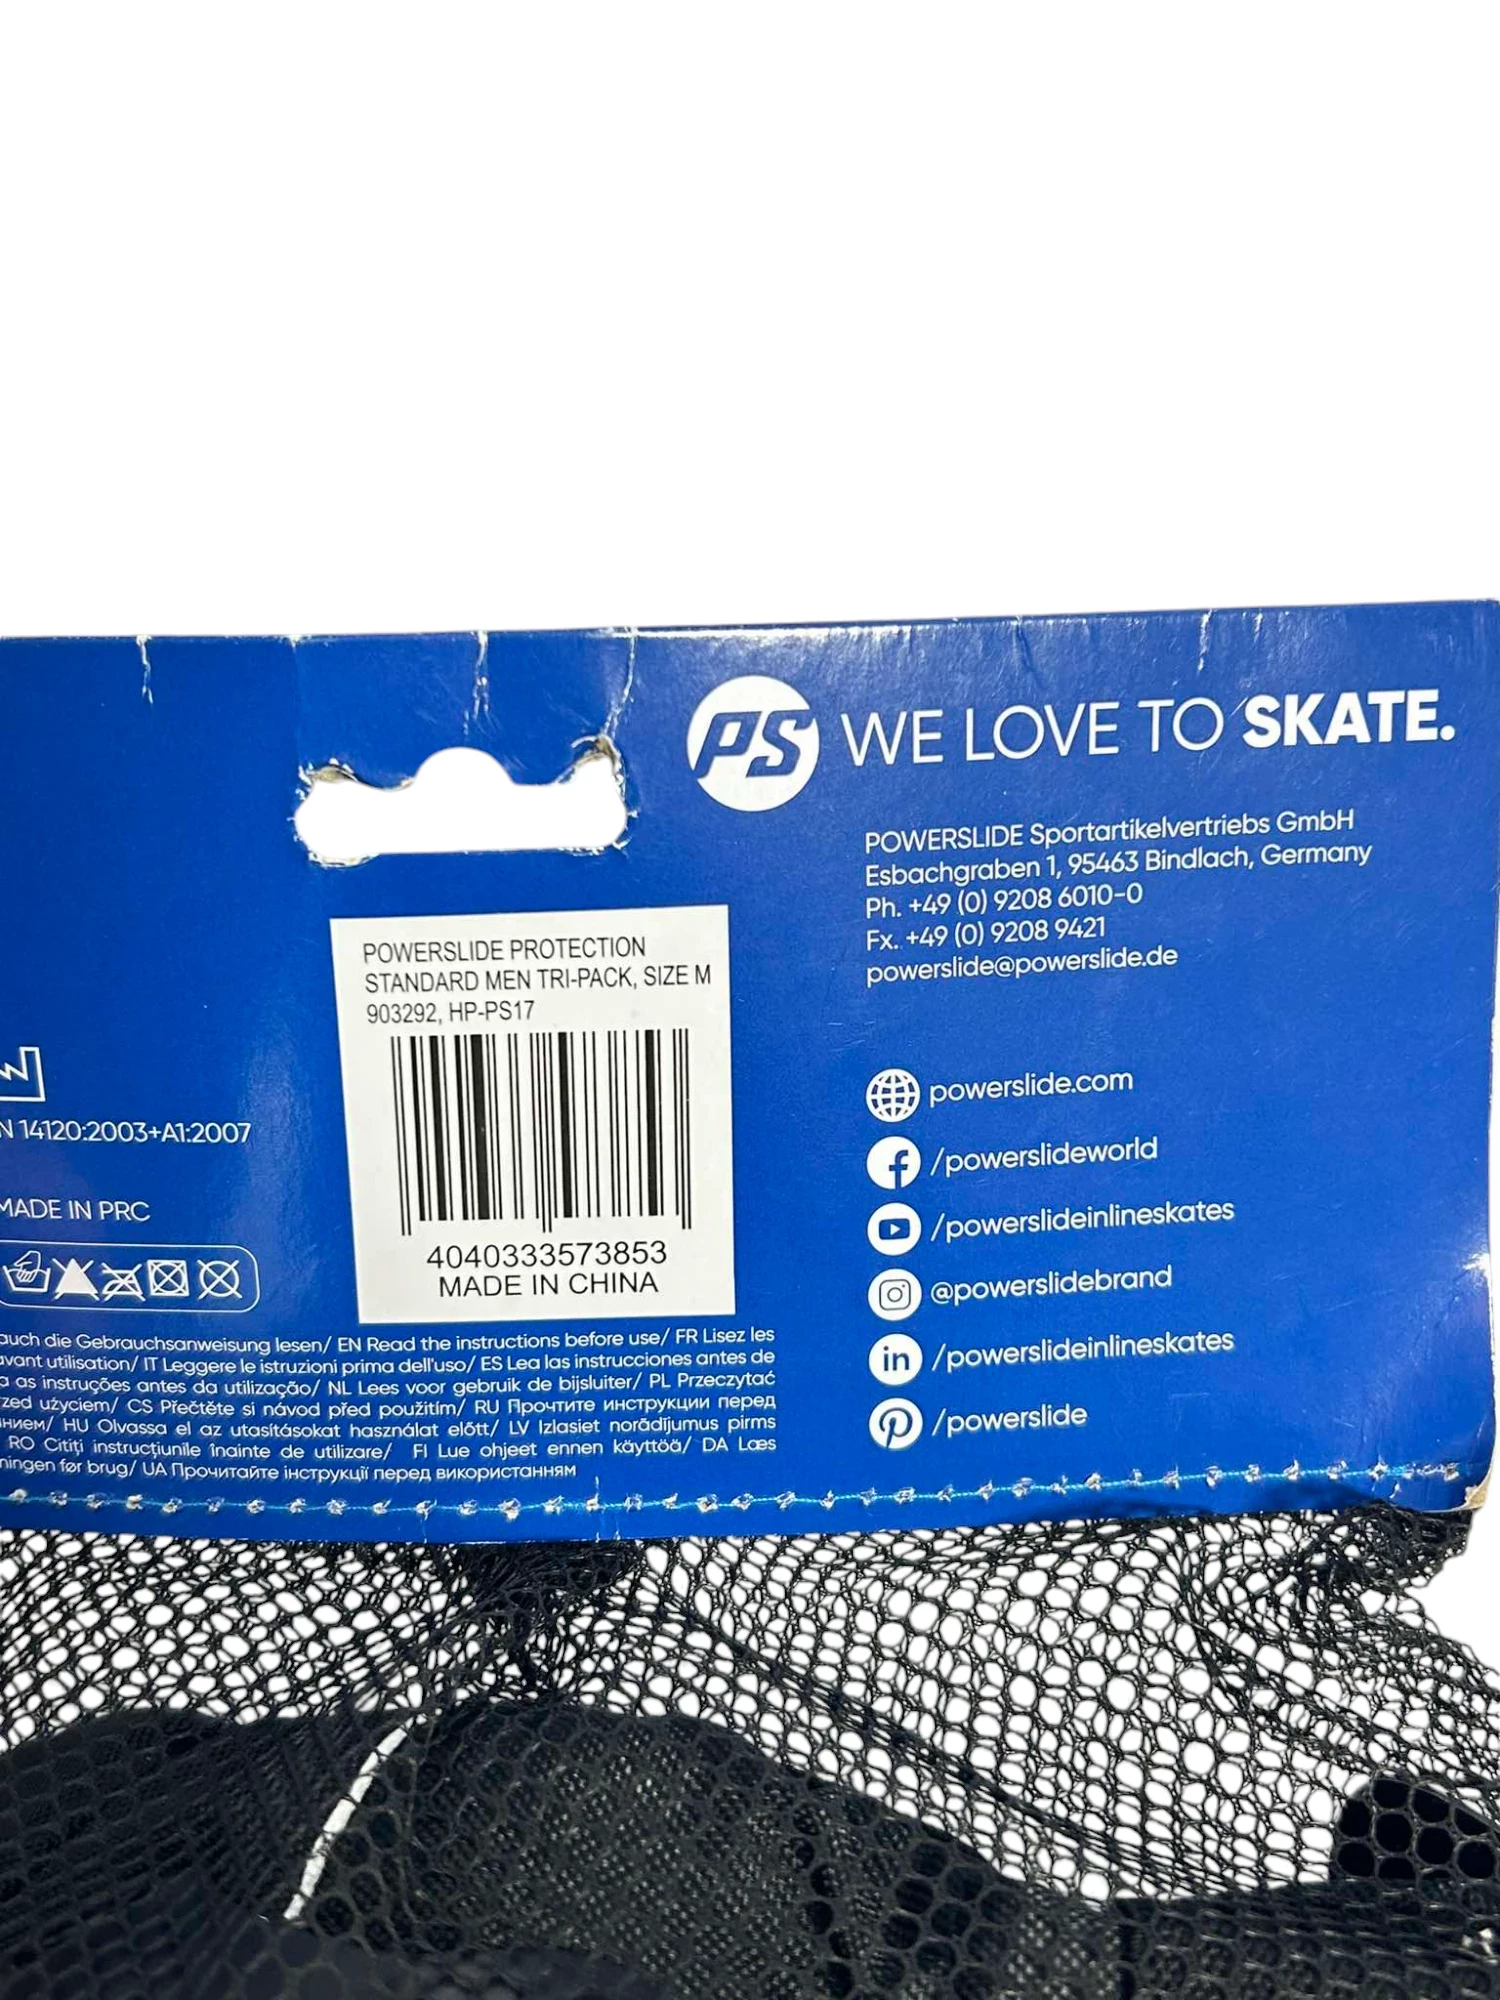 PS WE LOVE TO SKATE.
POWERSLIDE Sportartikelvertriebs GmbH
Esbachgraben 1, 95463 Bindlach, Germany
Ph. +49 (0) 9208 6010-0
Fx. +49 (0) 9208 9421
powerslide@powerslide.de
POWERSLIDE PROTECTION
STANDARD MEN TRI-PACK, SIZE M
903292, HP-PS17
4040333573853
MADE IN CHINA
N 14120:2003+A1:2007
MADE IN PRC
powerslide.com
/powerslideworld
/powerslideinlineskates
@powerslidebrand
/powerslideinlineskates
/powerslide
auch die Gebrauchsanweisung lesen/ EN Read the instructions before use/ FR Lisez les
avant utilisation/ IT Leggere le istruzioni prima dell'uso/ ES Lea las instrucciones antes de
a as instruções antes da utilização/ NL Lees voor gebruik de bijsluiter/ PL Przeczytać
zed użyciem/ CS Přečtěte si návod před použitím/ RU Прочтите инструкции перед
нием/ HU Olvassa el az utasításokat használat előtt/ LV Izlasiet norādījumus pirms
RO Citiți instrucțiunile înainte de utilizare/ FI Lue ohjeet ennen käyttöä/ DA Læs
ningen før brug/ UA Прочитайте інструкції перед використанням